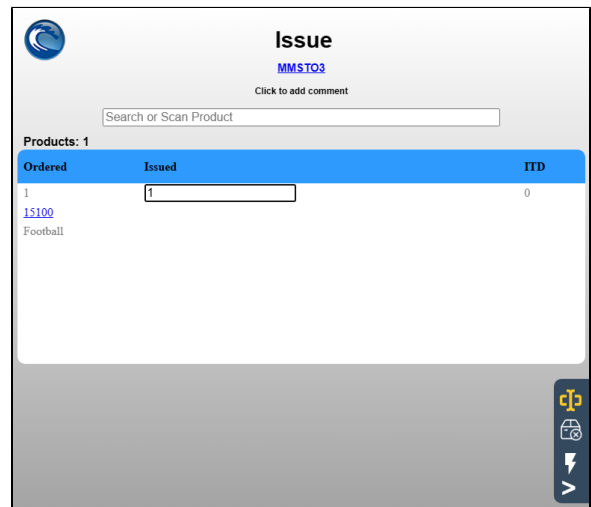 Issue
MMSTO3
Click to add comment
Search or Scan Product
Products: 1
Ordered Issued ITD
1 1 0
15100
Football